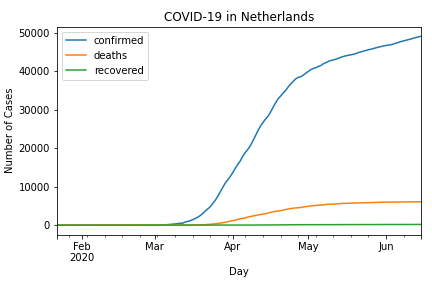 COVID-19 in Netherlands
confirmed
deaths
recovered
Number of Cases
50000
40000
30000
20000
10000
0
Feb
2020
Mar
Apr
May
Jun
Day